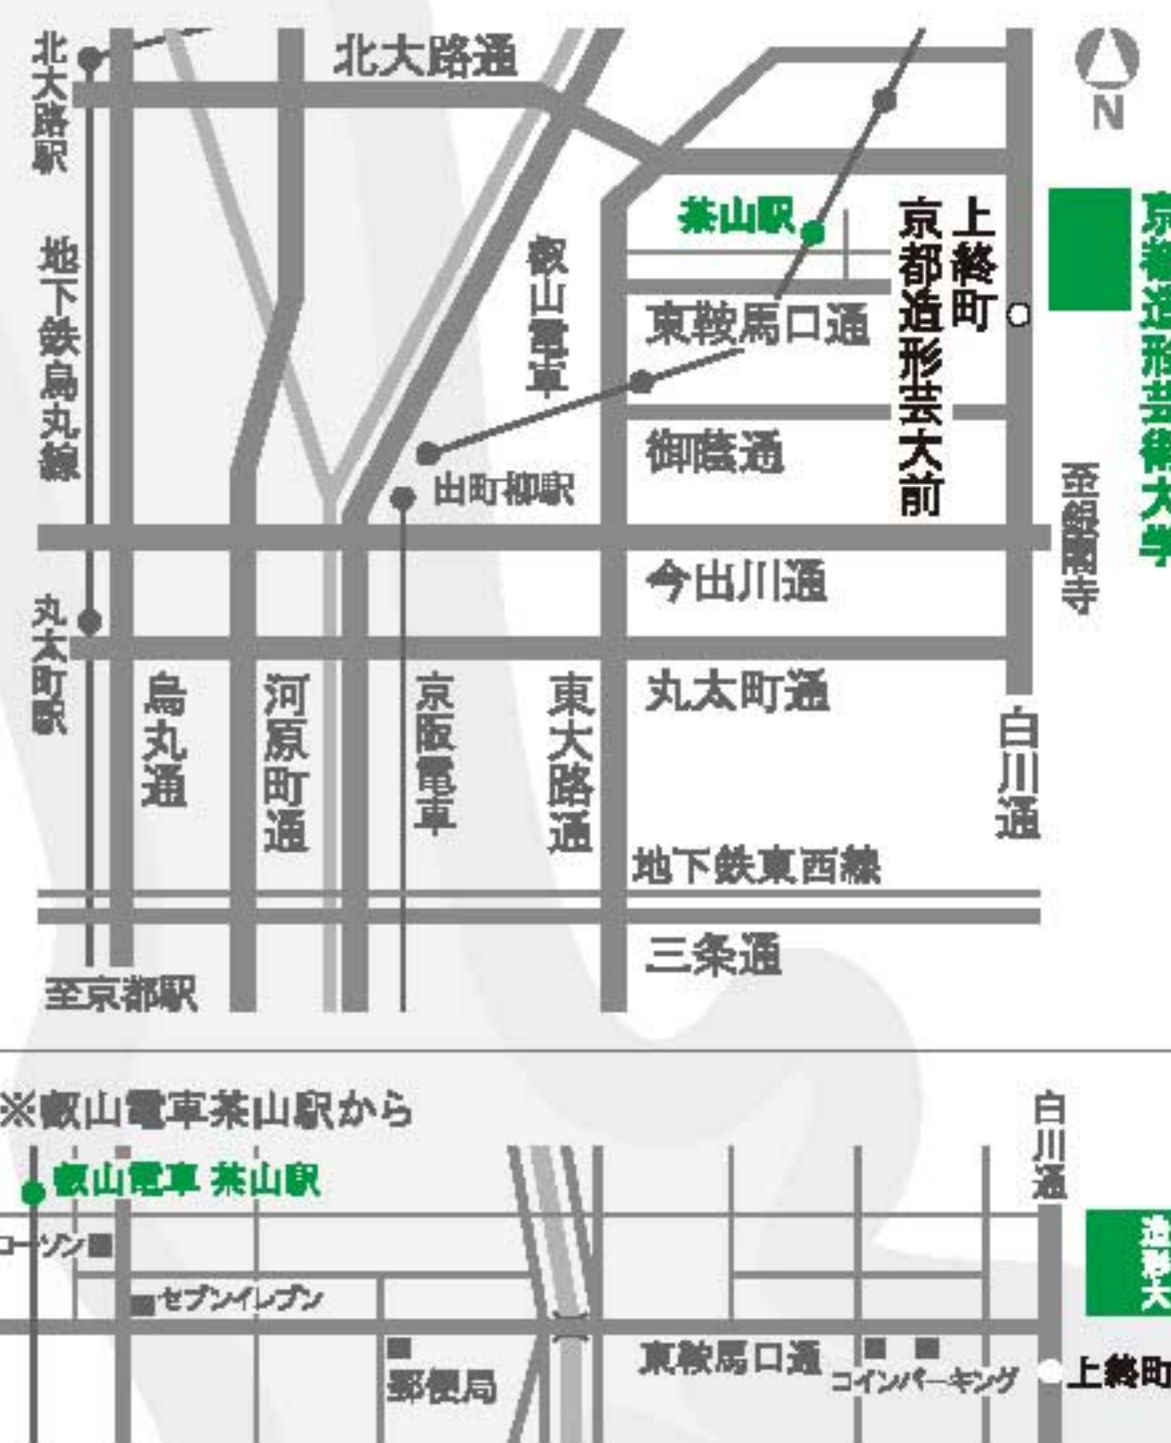 北大路駅
北大路通
N
茶山駅
上終町
京都造形芸大前
京都造形芸術大学
地下鉄烏丸線
叡山電車
東鞍馬口通
御蔭通
出町柳駅
至銀閣寺
今出川通
丸太町駅
丸太町通
烏丸通
河原町通
京阪電車
東大路通
白川通
地下鉄東西線
三条通
至京都駅
※叡山電車茶山駅から
白川通
叡山電車 茶山駅
造形大
ローソン
セブンイレブン
東鞍馬口通
郵便局
コインパーキング
上終町